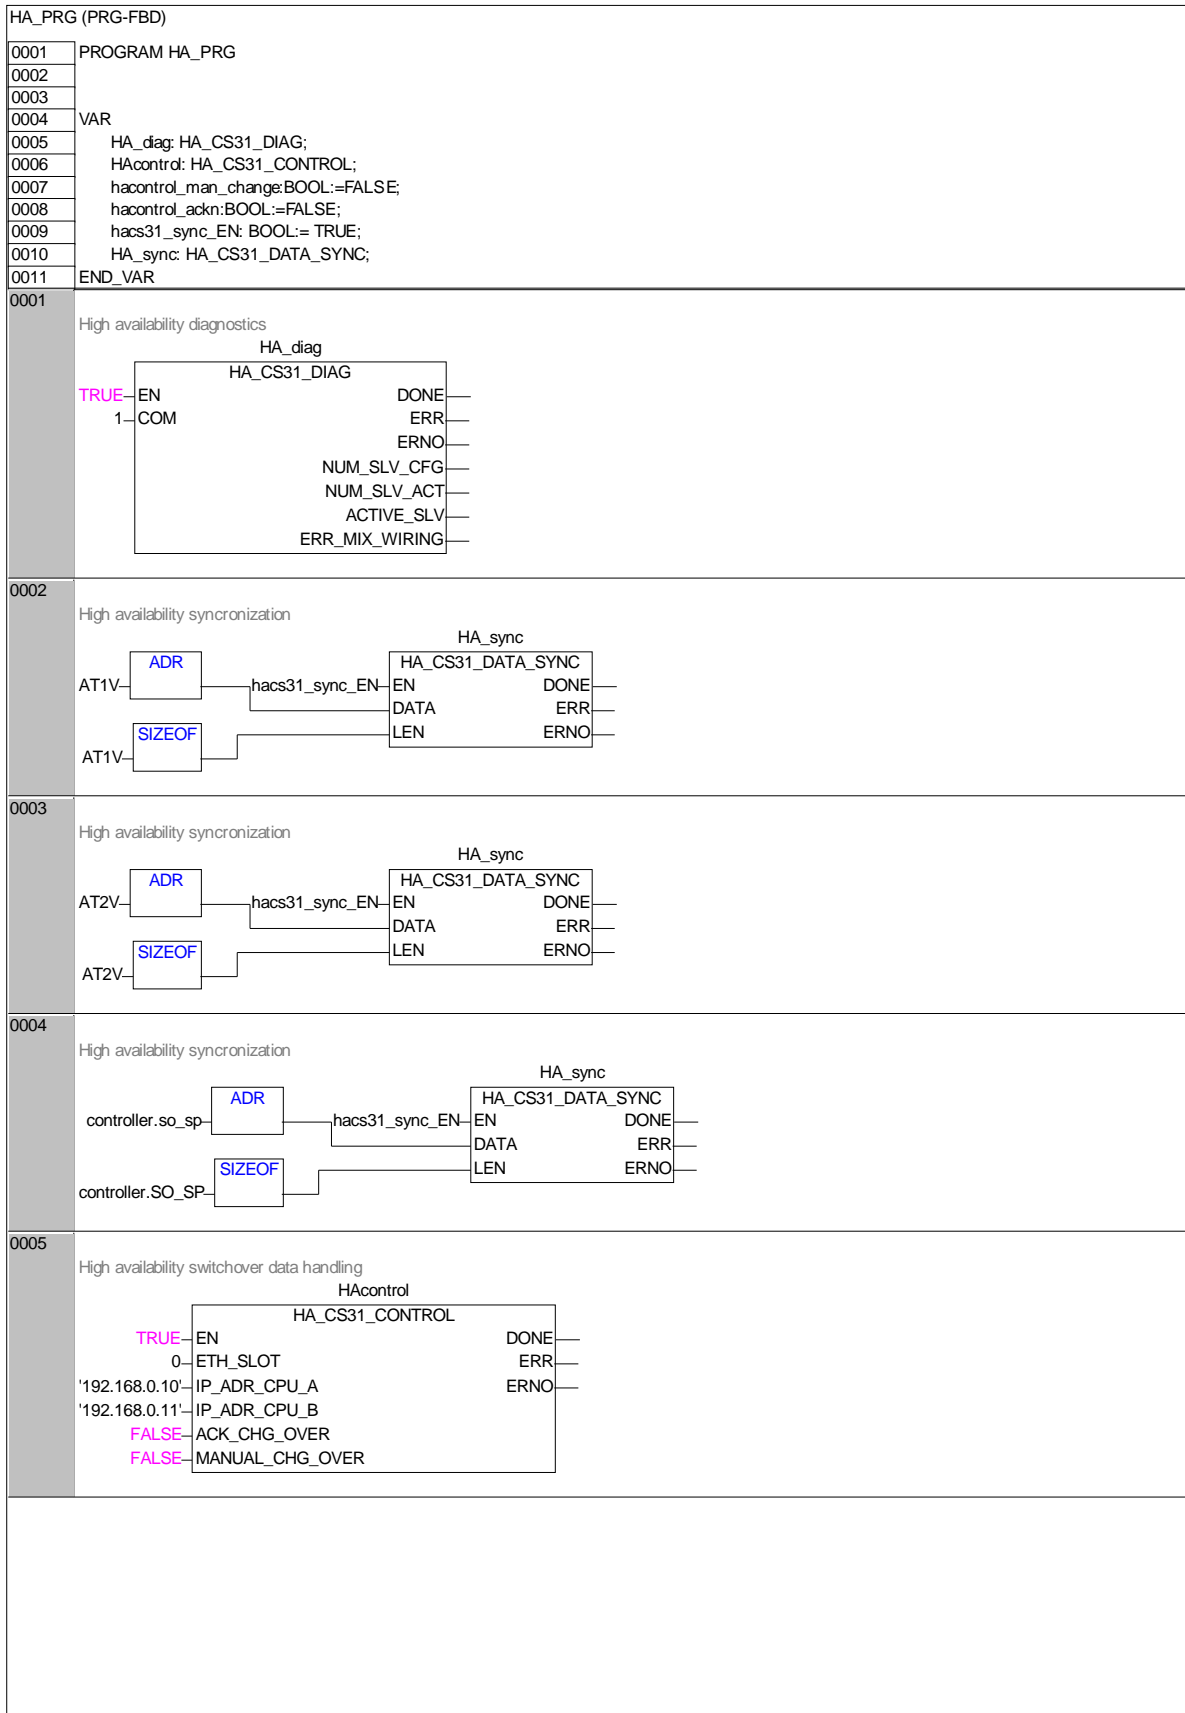 HA_PRG (PRG-FBD)
0001 PROGRAM HA_PRG
0002
0003
0004 VAR
0005 HA_diag: HA_CS31_DIAG;
0006 HAcontrol: HA_CS31_CONTROL;
0007 hacontrol_man_change:BOOL:=FALSE;
0008 hacontrol_ackn:BOOL:=FALSE;
0009 hacs31_sync_EN: BOOL:= TRUE;
0010 HA_sync: HA_CS31_DATA_SYNC;
0011 END_VAR
0001
High availability diagnostics
HA_diag
HA_CS31_DIAG
TRUE EN DONE
1 COM ERR
ERNO
NUM_SLV_CFG
NUM_SLV_ACT
ACTIVE_SLV
ERR_MIX_WIRING
0002
High availability syncronization
HA_sync
ADR HA_CS31_DATA_SYNC
AT1V hacs31_sync_EN EN DONE
DATA ERR
SIZEOF LEN ERNO
AT1V
0003
High availability syncronization
HA_sync
ADR HA_CS31_DATA_SYNC
AT2V hacs31_sync_EN EN DONE
DATA ERR
SIZEOF LEN ERNO
AT2V
0004
High availability syncronization
HA_sync
ADR HA_CS31_DATA_SYNC
controller.so_sp hacs31_sync_EN EN DONE
DATA ERR
SIZEOF LEN ERNO
controller.SO_SP
0005
High availability switchover data handling
HAcontrol
HA_CS31_CONTROL
TRUE EN DONE
0 ETH_SLOT ERR
'192.168.0.10' IP_ADR_CPU_A ERNO
'192.168.0.11' IP_ADR_CPU_B
FALSE ACK_CHG_OVER
FALSE MANUAL_CHG_OVER